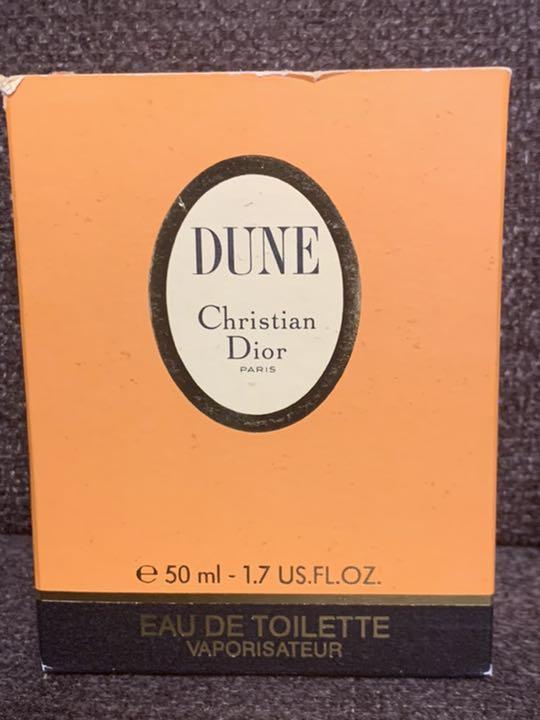 DUNE
Christian
Dior
PARIS
℮ 50 ml - 1.7 US.FL.OZ.
EAU DE TOILETTE
VAPORISATEUR